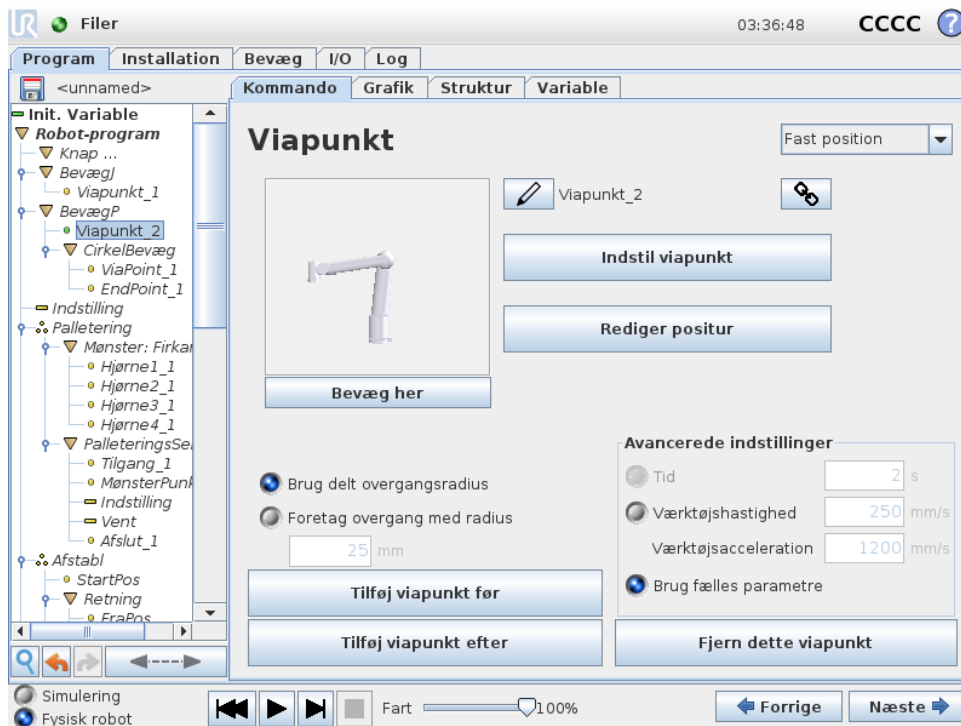 UR Filer 03:36:48 CCCC ?
Program Installation Bevæg I/O Log
<unnamed>
Kommando Grafik Struktur Variable
Init. Variable
Robot-program
Knap ...
BevægJ
Viapunkt_1
BevægP
Viapunkt_2
CirkelBevæg
ViaPoint_1
EndPoint_1
Indstilling
Palletering
Mønster: Firkan
Hjørne1_1
Hjørne2_1
Hjørne3_1
Hjørne4_1
PalleteringsSe
Tilgang_1
MønsterPunk
Indstilling
Vent
Afslut_1
Afstabl
StartPos
Retning
FraPos
Viapunkt
Fast position
Viapunkt_2
Indstil viapunkt
Rediger positur
Bevæg her
Brug delt overgangsradius
Foretag overgang med radius
25 mm
Avancerede indstillinger
Tid 2 s
Værktøjshastighed 250 mm/s
Værktøjsacceleration 1200 mm/s
Brug fælles parametre
Tilføj viapunkt før
Tilføj viapunkt efter
Fjern dette viapunkt
Simulering
Fysisk robot
Fart 100%
Forrige
Næste